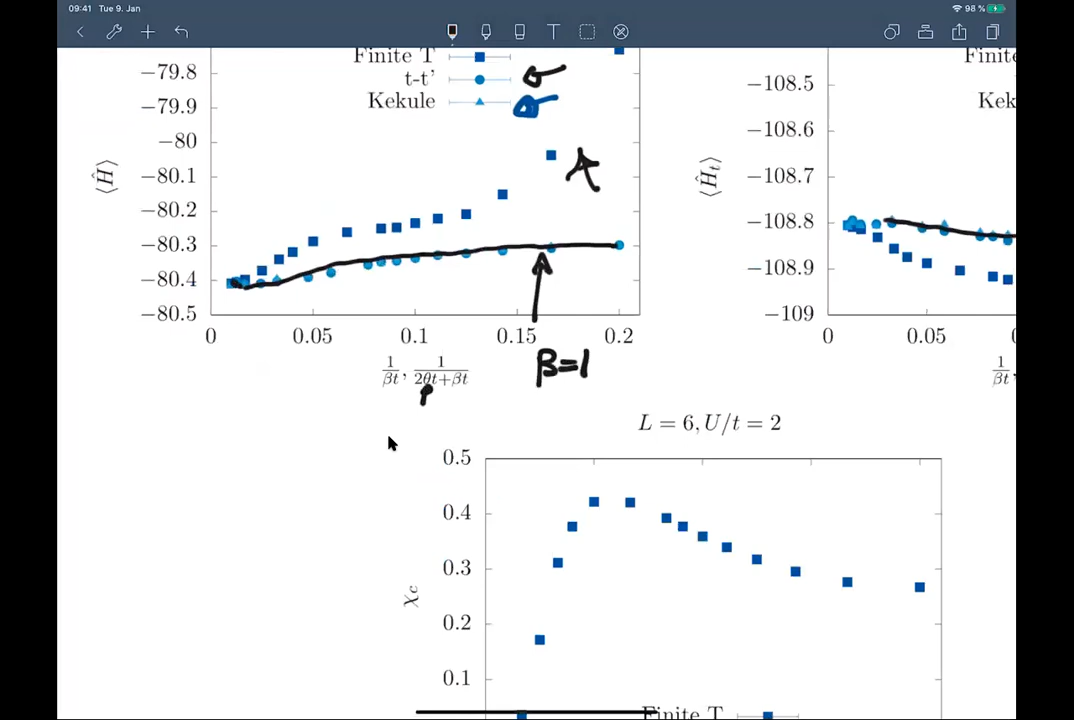 09:41 Tue 9. Jan
98 %
Finite T
t-t'
Kekule
−79.8
−79.9
−80
−80.1
−80.2
−80.3
−80.4
−80.5
⟨Ĥ⟩
0 0.05 0.1 0.15 0.2
1/βt, 1/2θt+βt
β=1
Finite
Kek
−108.5
−108.6
−108.7
−108.8
−108.9
−109
⟨Ĥt⟩
0 0.05
1/βt,
L = 6, U/t = 2
0.5
0.4
0.3
0.2
0.1
χc
Finite T